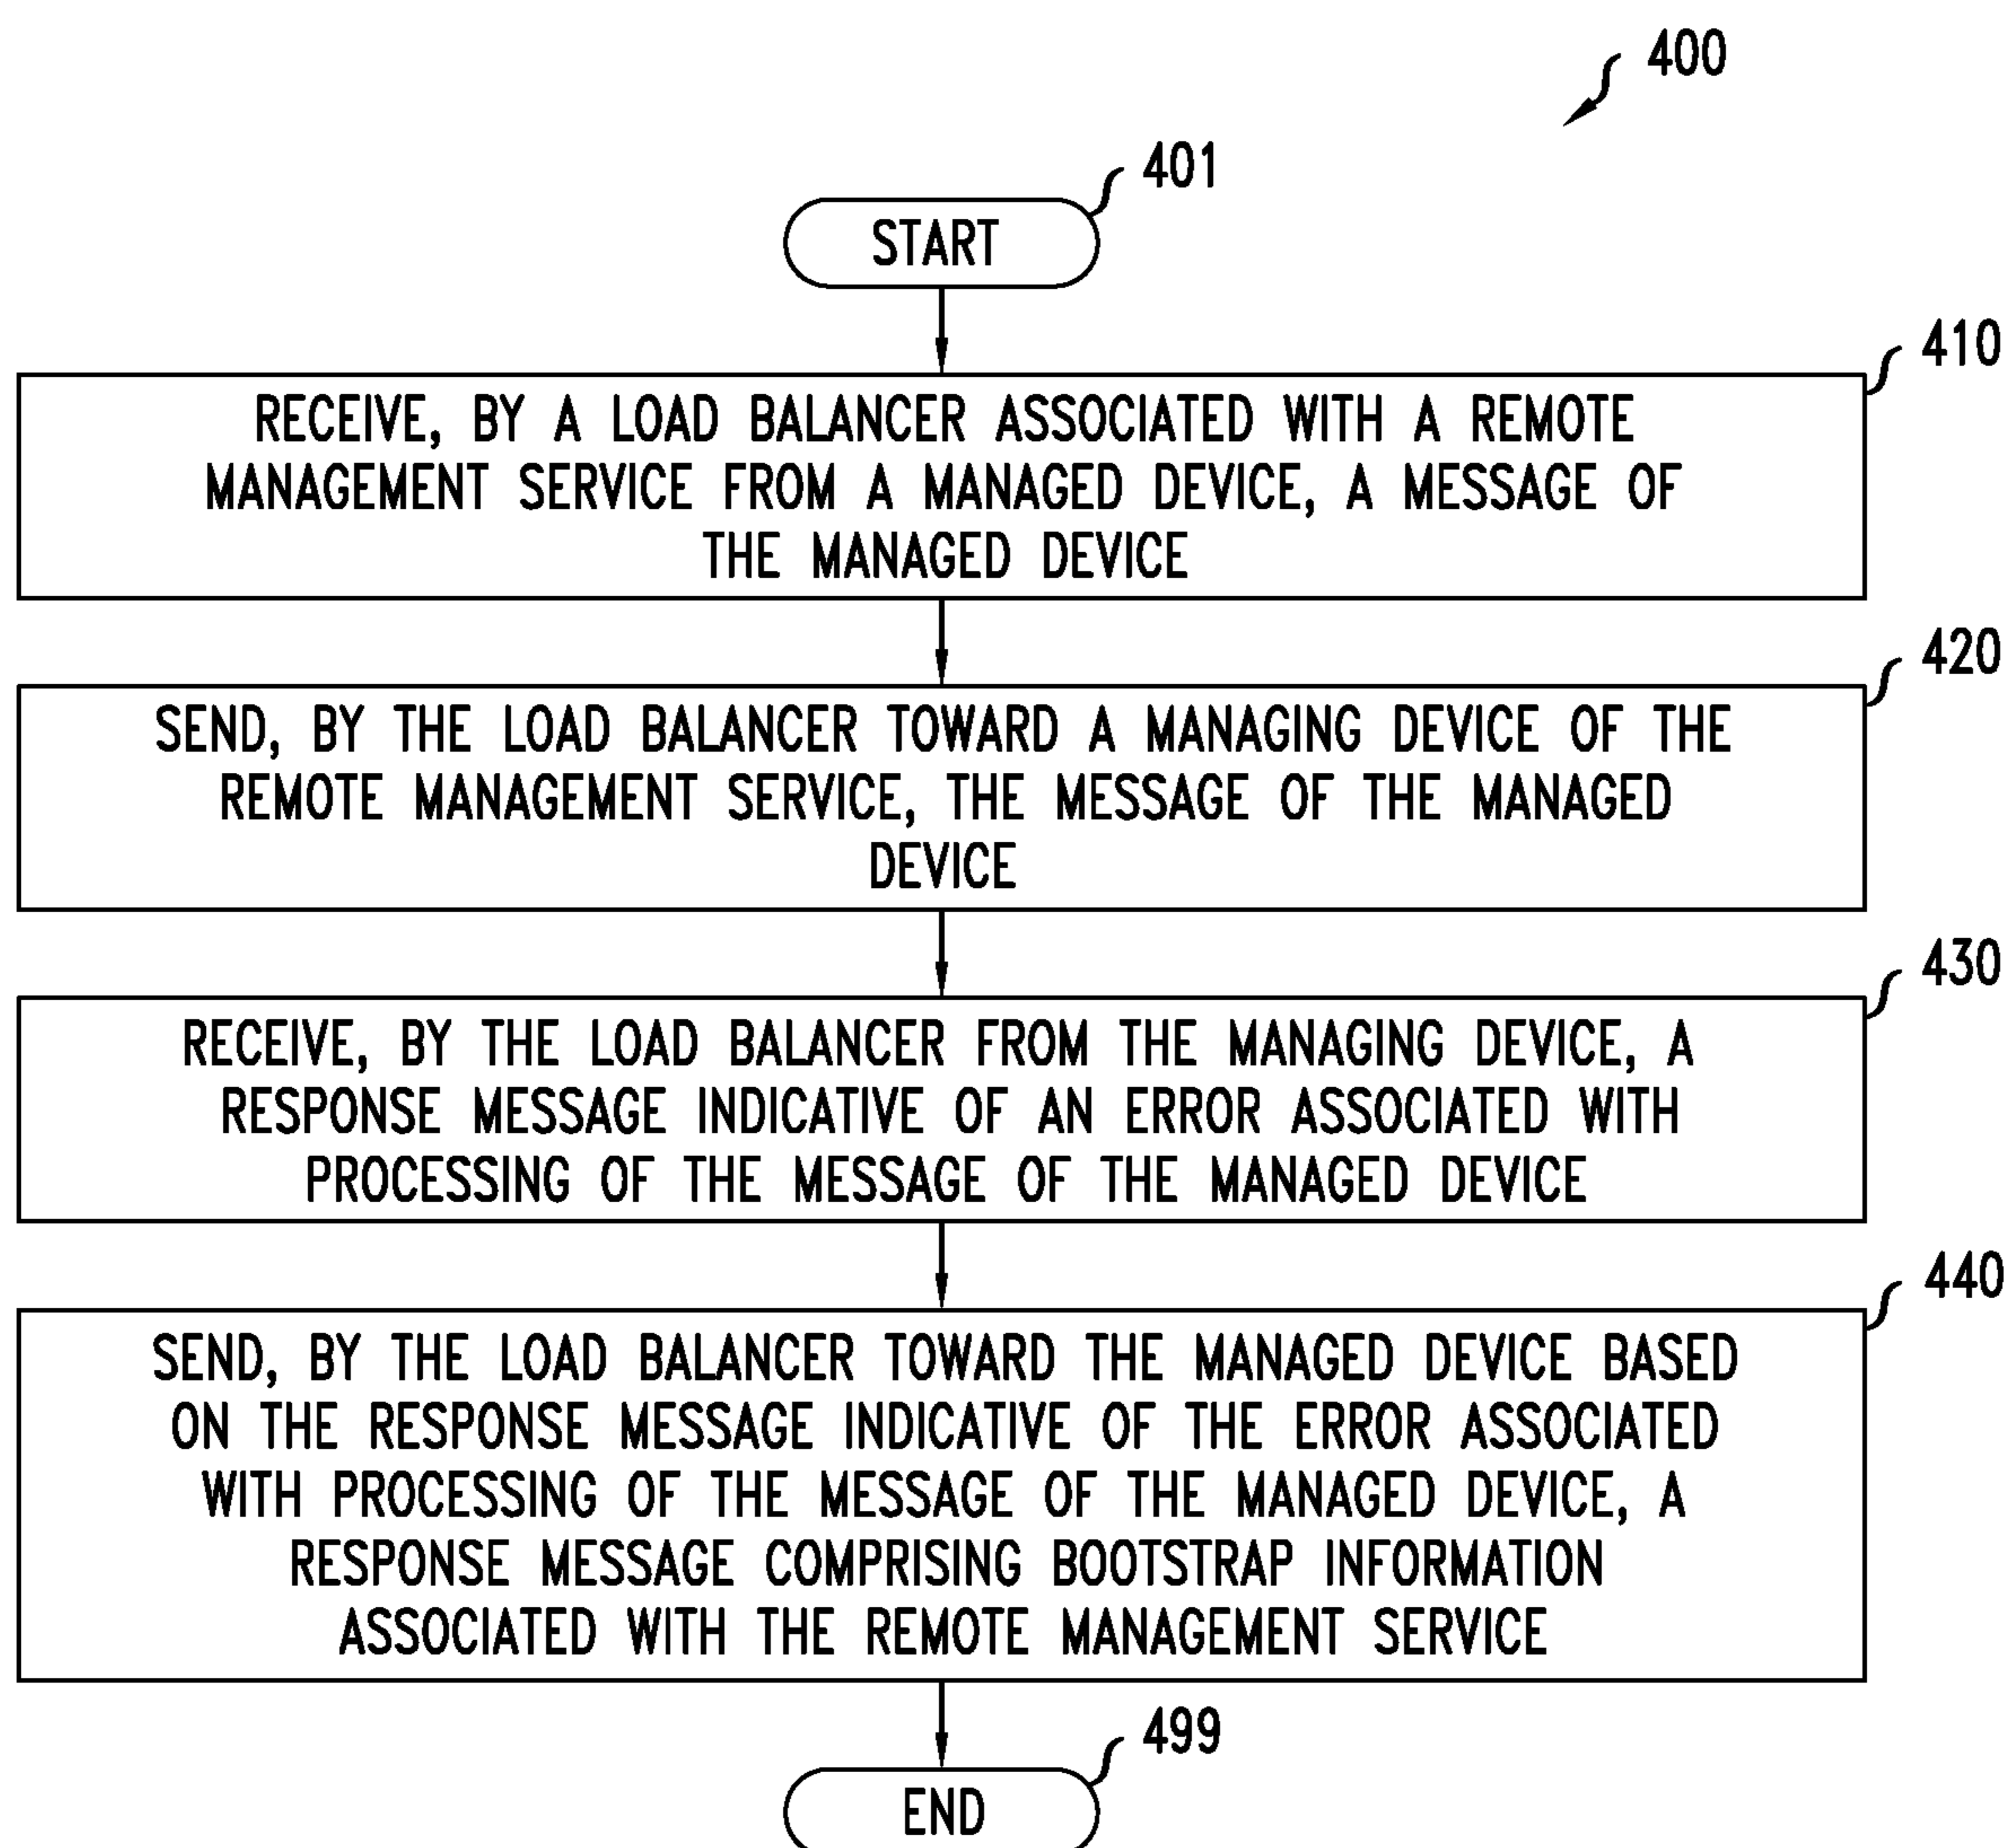 400
401
START
410
RECEIVE, BY A LOAD BALANCER ASSOCIATED WITH A REMOTE
MANAGEMENT SERVICE FROM A MANAGED DEVICE, A MESSAGE OF
THE MANAGED DEVICE
420
SEND, BY THE LOAD BALANCER TOWARD A MANAGING DEVICE OF THE
REMOTE MANAGEMENT SERVICE, THE MESSAGE OF THE MANAGED
DEVICE
430
RECEIVE, BY THE LOAD BALANCER FROM THE MANAGING DEVICE, A
RESPONSE MESSAGE INDICATIVE OF AN ERROR ASSOCIATED WITH
PROCESSING OF THE MESSAGE OF THE MANAGED DEVICE
440
SEND, BY THE LOAD BALANCER TOWARD THE MANAGED DEVICE BASED
ON THE RESPONSE MESSAGE INDICATIVE OF THE ERROR ASSOCIATED
WITH PROCESSING OF THE MESSAGE OF THE MANAGED DEVICE, A
RESPONSE MESSAGE COMPRISING BOOTSTRAP INFORMATION
ASSOCIATED WITH THE REMOTE MANAGEMENT SERVICE
499
END